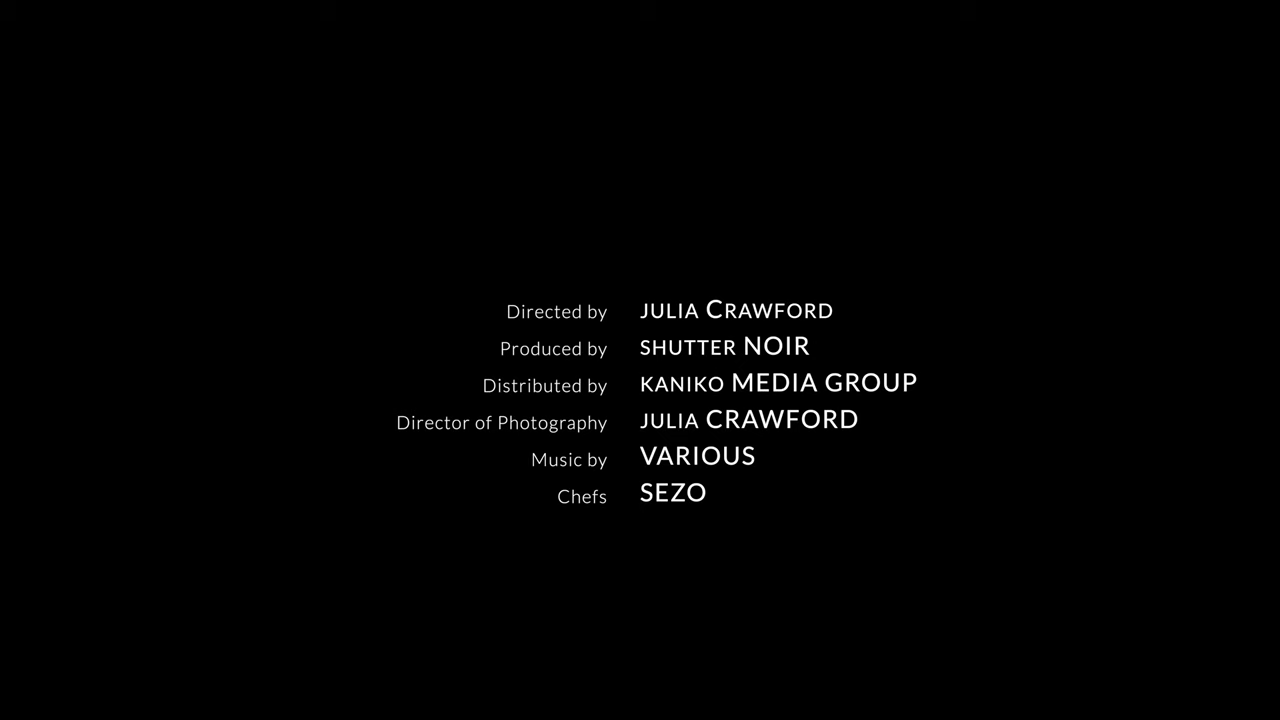 Directed by JULIA CRAWFORD
Produced by SHUTTER NOIR
Distributed by KANIKO MEDIA GROUP
Director of Photography JULIA CRAWFORD
Music by VARIOUS
Chefs SEZO